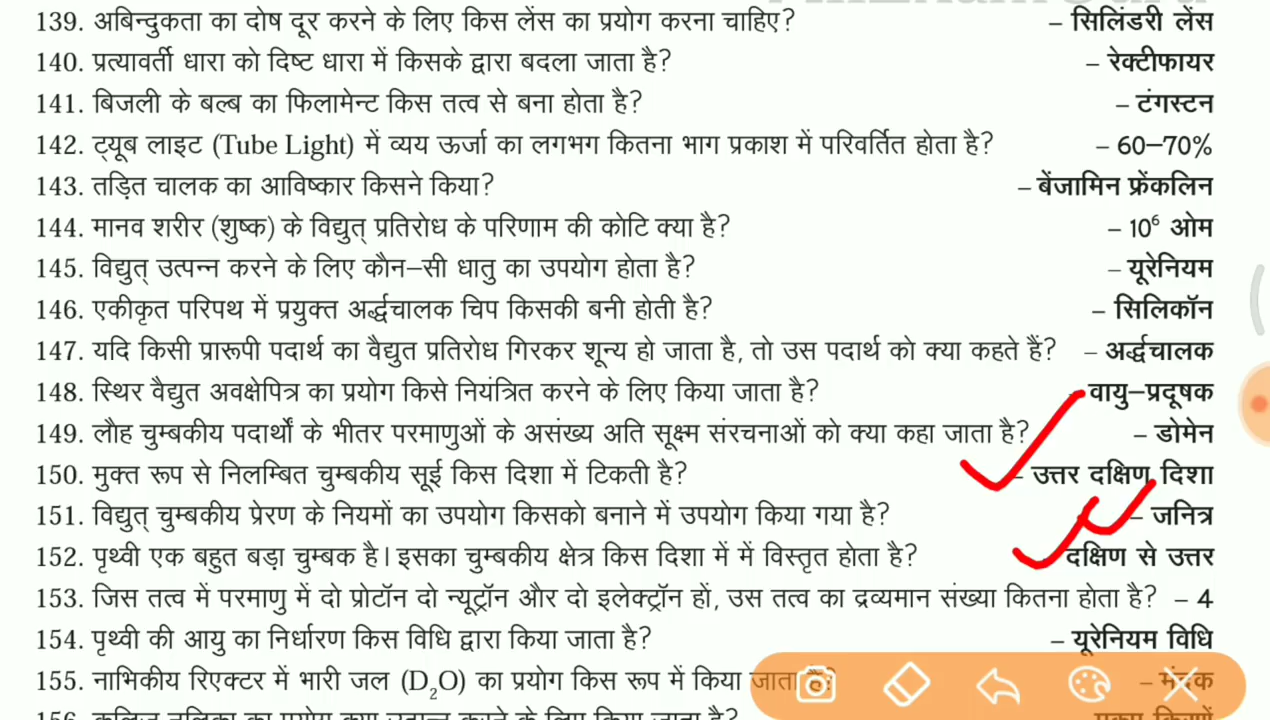 139. अबिन्दुकता का दोष दूर करने के लिए किस लेंस का प्रयोग करना चाहिए? – सिलिंडरी लेंस
140. प्रत्यावर्ती धारा को दिष्ट धारा में किसके द्वारा बदला जाता है? – रेक्टीफायर
141. बिजली के बल्ब का फिलामेन्ट किस तत्व से बना होता है? – टंगस्टन
142. ट्यूब लाइट (Tube Light) में व्यय ऊर्जा का लगभग कितना भाग प्रकाश में परिवर्तित होता है? – 60–70%
143. तड़ित चालक का आविष्कार किसने किया? – बेंजामिन फ्रेंकलिन
144. मानव शरीर (शुष्क) के विद्युत् प्रतिरोध के परिणाम की कोटि क्या है? – 10⁶ ओम
145. विद्युत् उत्पन्न करने के लिए कौन–सी धातु का उपयोग होता है? – यूरेनियम
146. एकीकृत परिपथ में प्रयुक्त अर्द्धचालक चिप किसकी बनी होती है? – सिलिकॉन
147. यदि किसी प्रारूपी पदार्थ का वैद्युत प्रतिरोध गिरकर शून्य हो जाता है, तो उस पदार्थ को क्या कहते हैं? – अर्द्धचालक
148. स्थिर वैद्युत अवक्षेपित्र का प्रयोग किसे नियंत्रित करने के लिए किया जाता है? – वायु–प्रदूषक
149. लौह चुम्बकीय पदार्थों के भीतर परमाणुओं के असंख्य अति सूक्ष्म संरचनाओं को क्या कहा जाता है? – डोमेन
150. मुक्त रूप से निलम्बित चुम्बकीय सूई किस दिशा में टिकती है? – उत्तर दक्षिण दिशा
151. विद्युत् चुम्बकीय प्रेरण के नियमों का उपयोग किसको बनाने में उपयोग किया गया है? – जनित्र
152. पृथ्वी एक बहुत बड़ा चुम्बक है। इसका चुम्बकीय क्षेत्र किस दिशा में में विस्तृत होता है? दक्षिण से उत्तर
153. जिस तत्व में परमाणु में दो प्रोटॉन दो न्यूट्रॉन और दो इलेक्ट्रॉन हों, उस तत्व का द्रव्यमान संख्या कितना होता है? – 4
154. पृथ्वी की आयु का निर्धारण किस विधि द्वारा किया जाता है? – यूरेनियम विधि
155. नाभिकीय रिएक्टर में भारी जल (D₂O) का प्रयोग किस रूप में किया जाता है? –